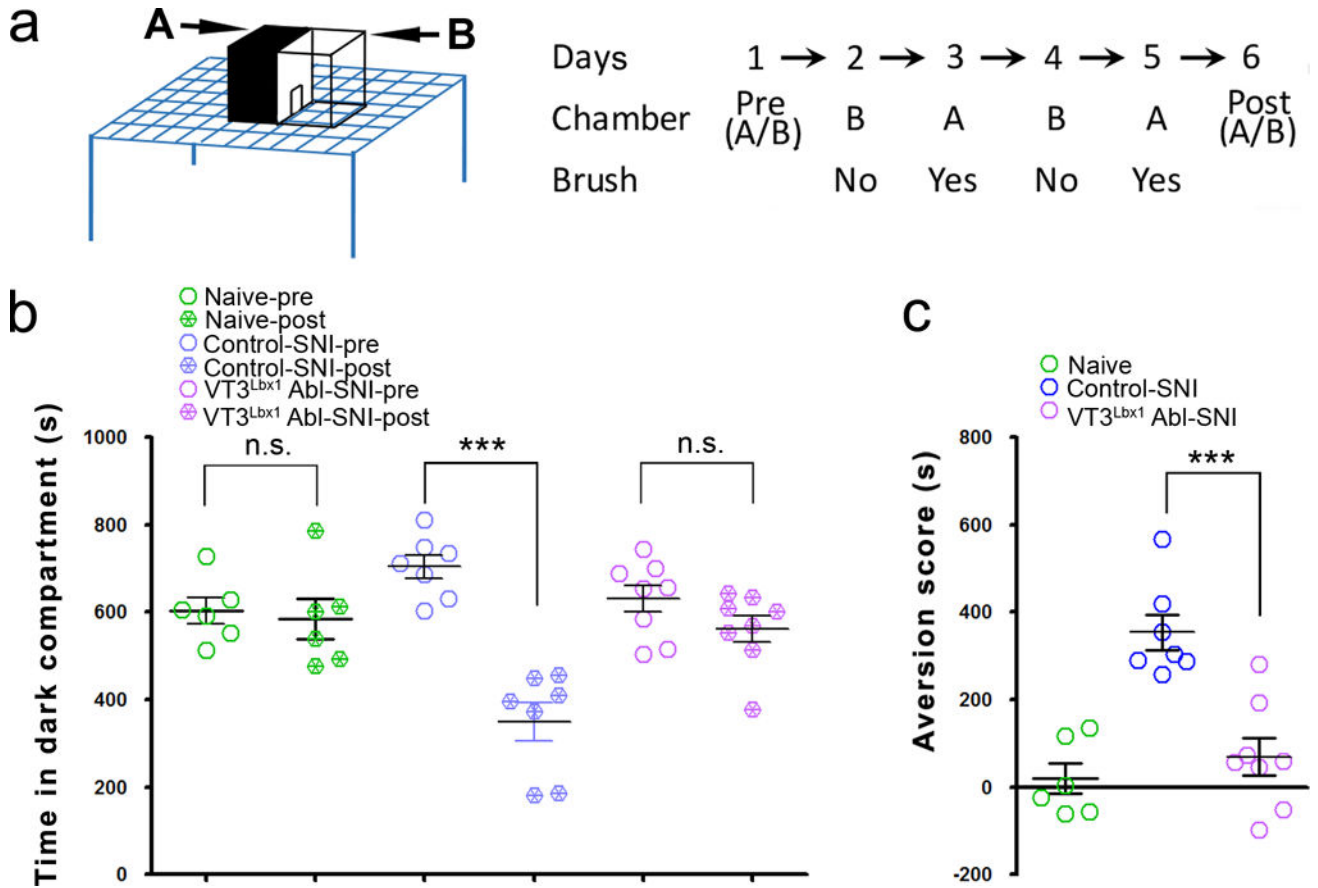 a
A
B
Days 1 → 2 → 3 → 4 → 5 → 6
Chamber Pre (A/B) B A B A Post (A/B)
Brush No Yes No Yes
b
Naive-pre
Naive-post
Control-SNI-pre
Control-SNI-post
VT3Lbx1 Abl-SNI-pre
VT3Lbx1 Abl-SNI-post
Time in dark compartment (s)
1000
800
600
400
200
0
n.s.
***
n.s.
c
Naive
Control-SNI
VT3Lbx1 Abl-SNI
Aversion score (s)
800
600
400
200
0
-200
***